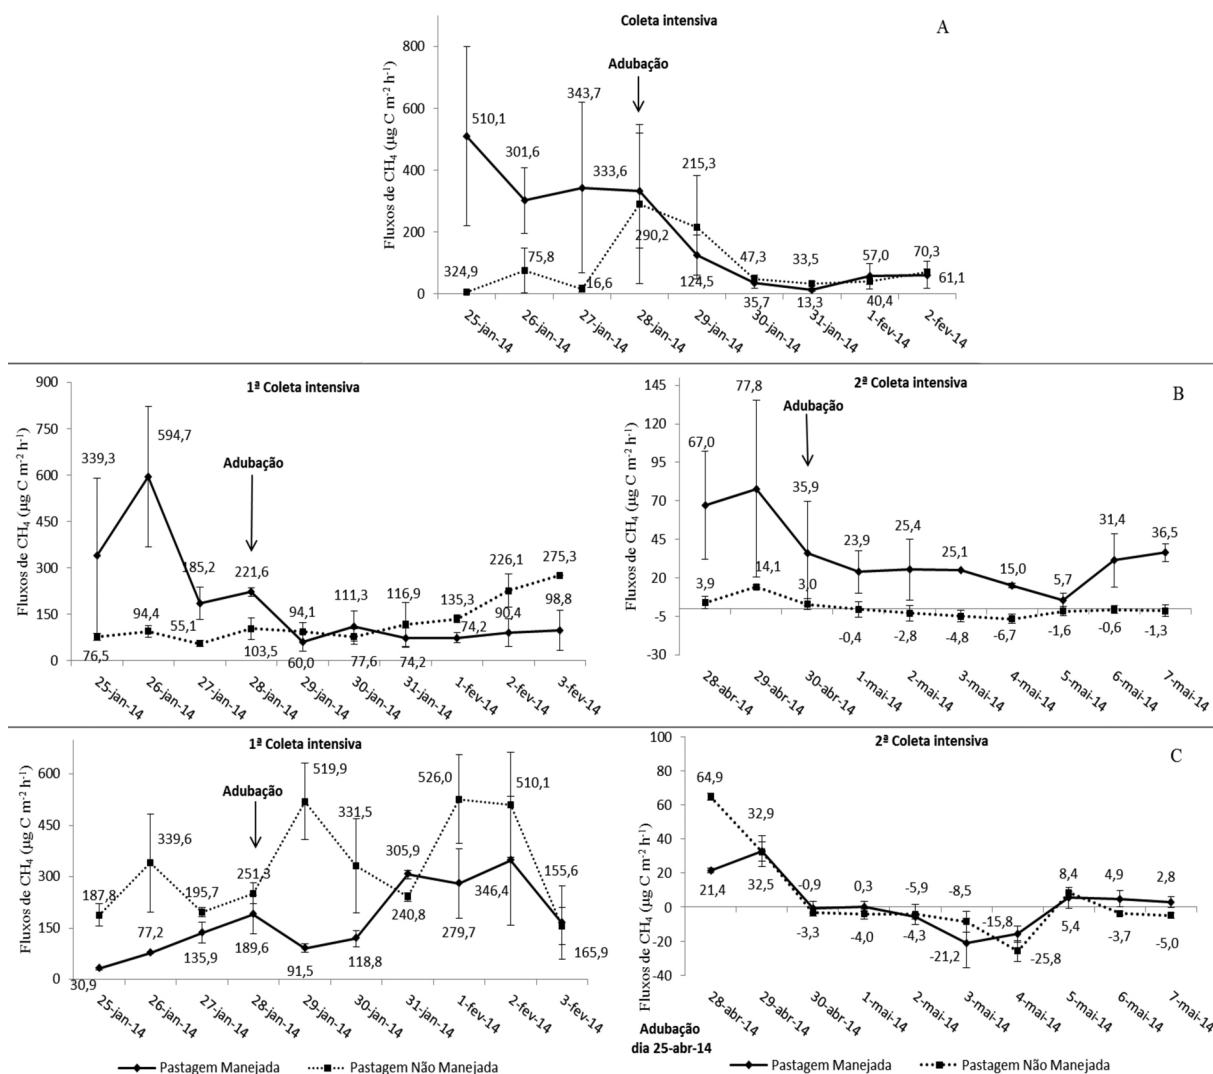 Coleta intensiva
A
Fluxos de CH₄ (µg C m⁻² h⁻¹)
800
600
400
200
0
Adubação
510,1
301,6
343,7
333,6
215,3
324,9
75,8
16,6
290,2
124,5
47,3
33,5
57,0
70,3
35,7
13,3
40,4
61,1
25-jan-14
26-jan-14
27-jan-14
28-jan-14
29-jan-14
30-jan-14
31-jan-14
1-fev-14
2-fev-14
1ª Coleta intensiva
Fluxos de CH₄ (µg C m⁻² h⁻¹)
900
750
600
450
300
150
0
Adubação
339,3
594,7
185,2
221,6
94,1
111,3
116,9
135,3
226,1
275,3
76,5
94,4
55,1
103,5
60,0
77,6
74,2
74,2
90,4
98,8
25-jan-14
26-jan-14
27-jan-14
28-jan-14
29-jan-14
30-jan-14
31-jan-14
1-fev-14
2-fev-14
3-fev-14
2ª Coleta intensiva
B
Fluxos de CH₄ (µg C m⁻² h⁻¹)
145
120
95
70
45
20
-5
-30
Adubação
67,0
77,8
35,9
23,9
25,4
25,1
15,0
5,7
31,4
36,5
3,9
14,1
3,0
-0,4
-2,8
-4,8
-6,7
-1,6
-0,6
-1,3
28-abr-14
29-abr-14
30-abr-14
1-mai-14
2-mai-14
3-mai-14
4-mai-14
5-mai-14
6-mai-14
7-mai-14
1ª Coleta intensiva
Fluxos de CH₄ (µg C m⁻² h⁻¹)
600
450
300
150
0
Adubação
187,8
339,6
195,7
251,3
519,9
331,5
305,9
526,0
510,1
155,6
30,9
77,2
135,9
189,6
91,5
118,8
240,8
279,7
346,4
165,9
25-jan-14
26-jan-14
27-jan-14
28-jan-14
29-jan-14
30-jan-14
31-jan-14
1-fev-14
2-fev-14
3-fev-14
Pastagem Manejada
Pastagem Não Manejada
2ª Coleta intensiva
C
Fluxos de CH₄ (µg C m⁻² h⁻¹)
100
80
60
40
20
0
-20
-40
64,9
32,9
-0,9
0,3
-5,9
-8,5
-15,8
8,4
4,9
2,8
21,4
32,5
-3,3
-4,0
-4,3
-21,2
-25,8
5,4
-3,7
-5,0
28-abr-14
29-abr-14
30-abr-14
1-mai-14
2-mai-14
3-mai-14
4-mai-14
5-mai-14
6-mai-14
7-mai-14
Adubação
dia 25-abr-14
Pastagem Manejada
Pastagem Não Manejada